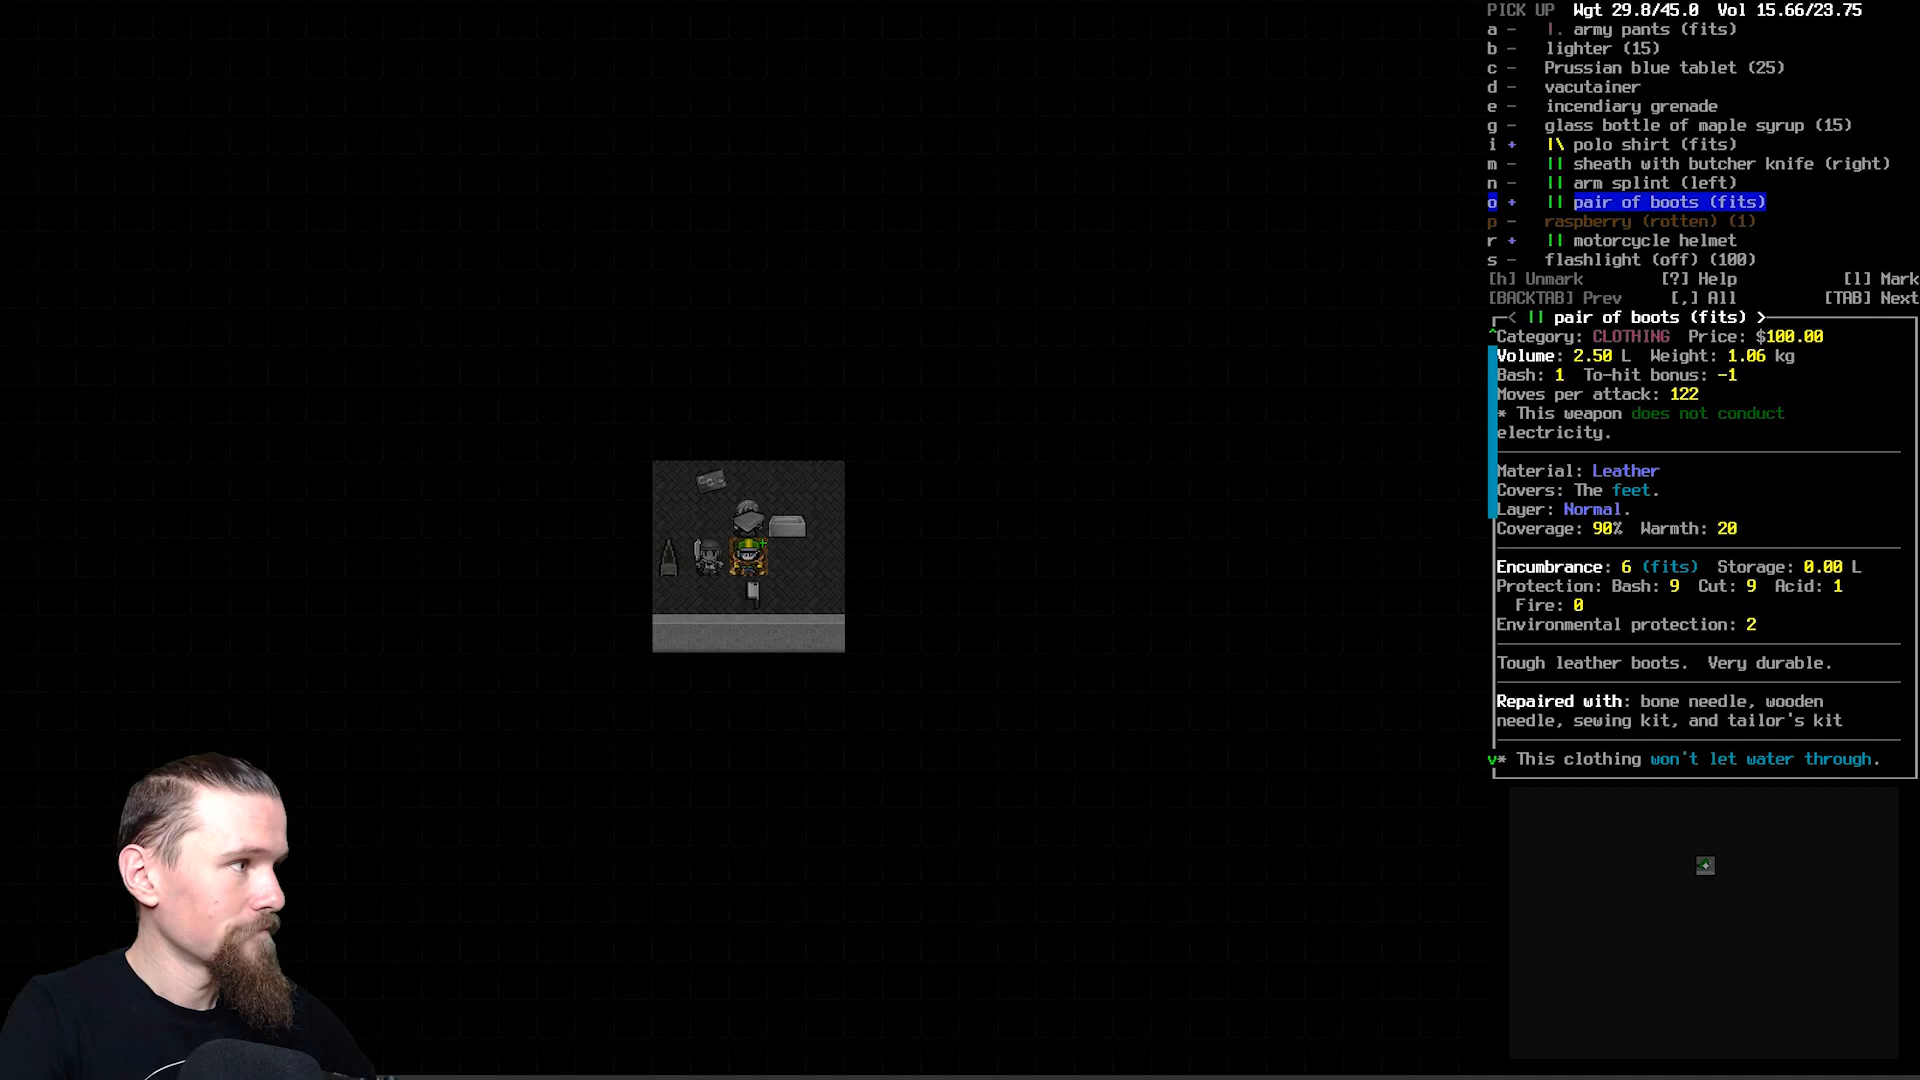 PICK UP Wgt 29.8/45.0 Vol 15.66/23.75
a - |. army pants (fits)
b - lighter (15)
c - Prussian blue tablet (25)
d - vacutainer
e - incendiary grenade
g - glass bottle of maple syrup (15)
i + |\ polo shirt (fits)
m - || sheath with butcher knife (right)
n - || arm splint (left)
o + || pair of boots (fits)
p - raspberry (rotten) (1)
r + || motorcycle helmet
s - flashlight (off) (100)
[h] Unmark [?] Help [l] Mark
[BACKTAB] Prev [,] All [TAB] Next
< || pair of boots (fits) >
Category: CLOTHING Price: $100.00
Volume: 2.50 L Weight: 1.06 kg
Bash: 1 To-hit bonus: -1
Moves per attack: 122
* This weapon does not conduct
electricity.
Material: Leather
Covers: The feet.
Layer: Normal.
Coverage: 90% Warmth: 20
Encumbrance: 6 (fits) Storage: 0.00 L
Protection: Bash: 9 Cut: 9 Acid: 1
Fire: 0
Environmental protection: 2
Tough leather boots. Very durable.
Repaired with: bone needle, wooden
needle, sewing kit, and tailor's kit
* This clothing won't let water through.